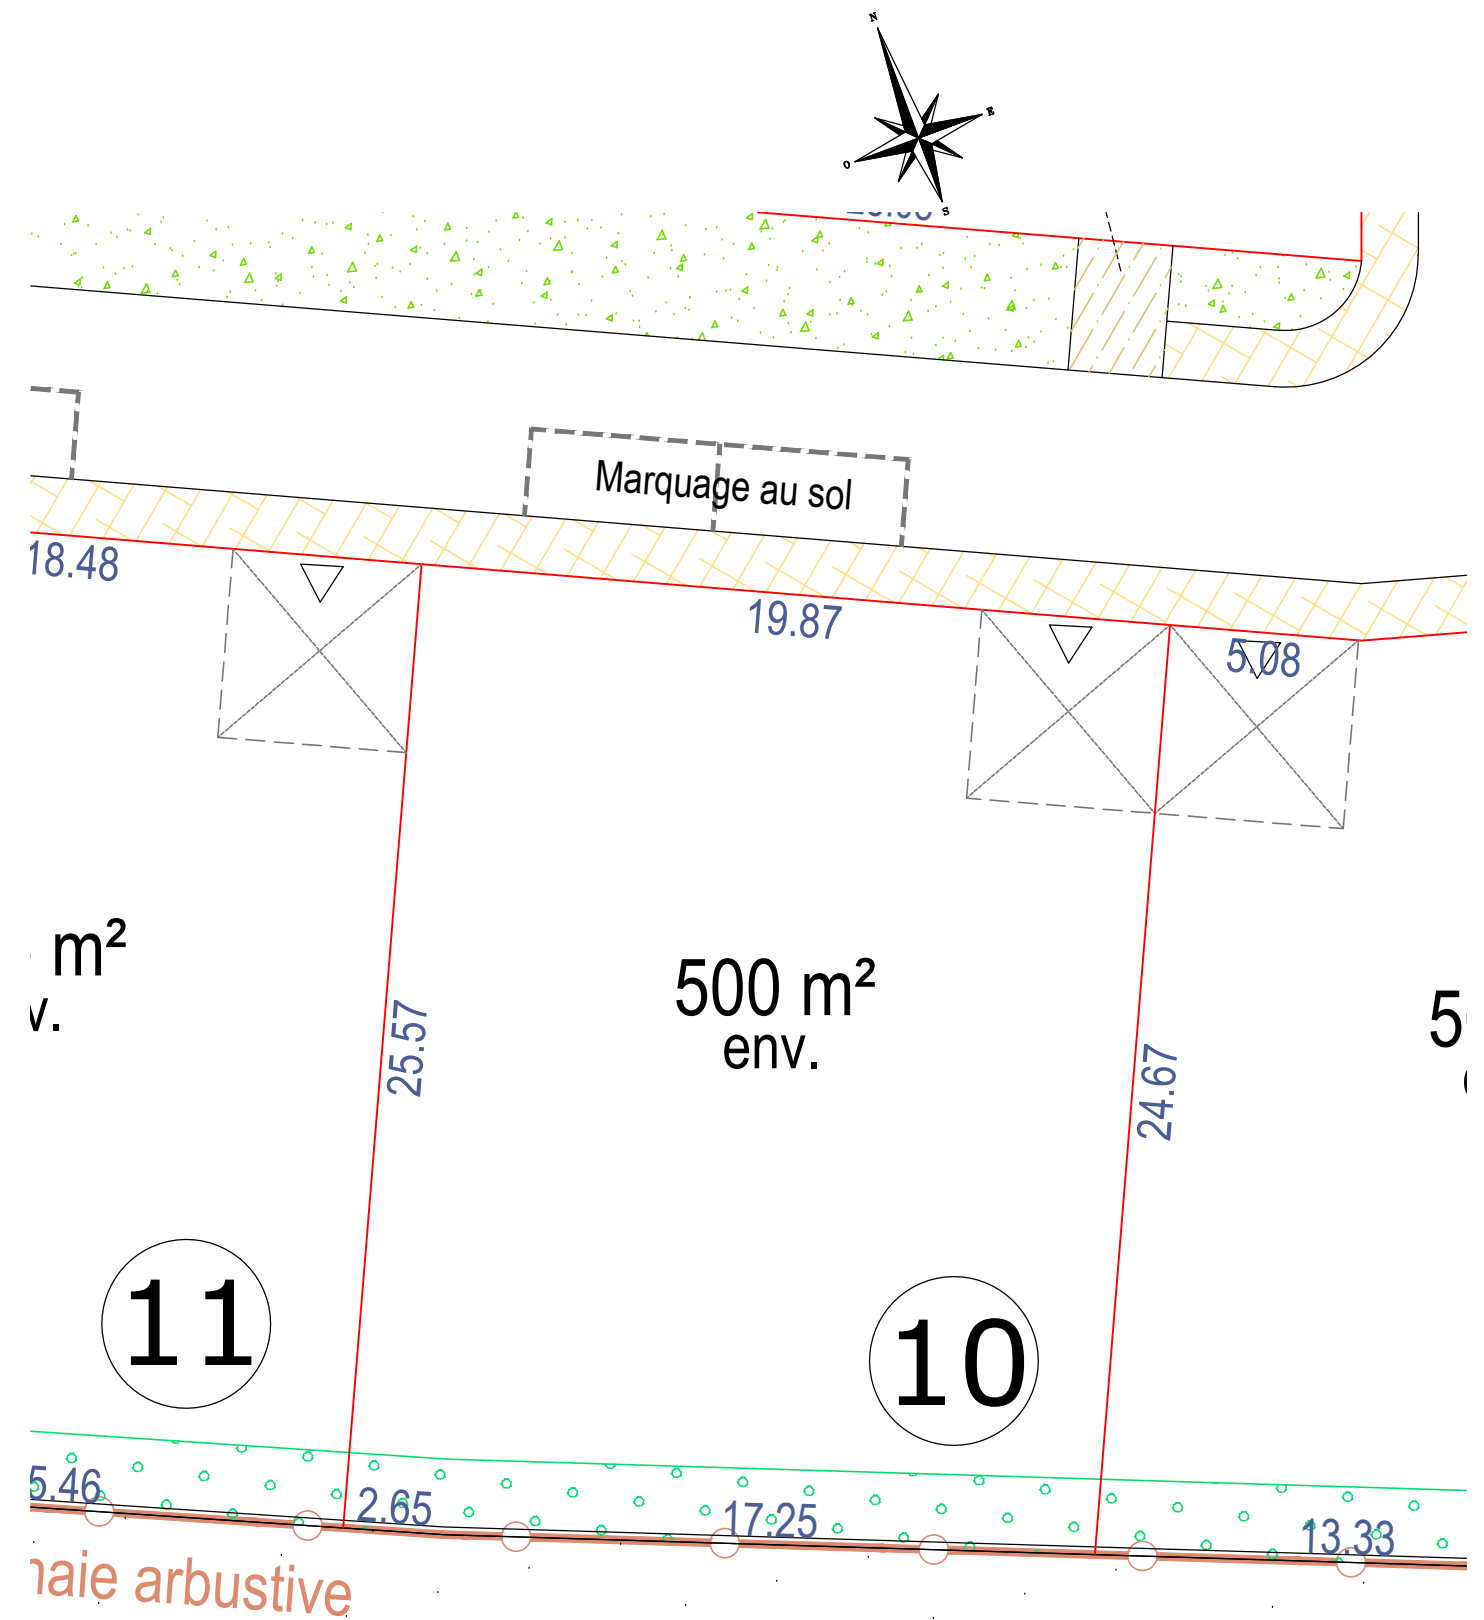 N
E
O
S
Marquage au sol
18.48
19.87
5.08
m²
v.
500 m²
env.
25.57
24.67
11
10
5.46
2.65
17.25
13.33
haie arbustive